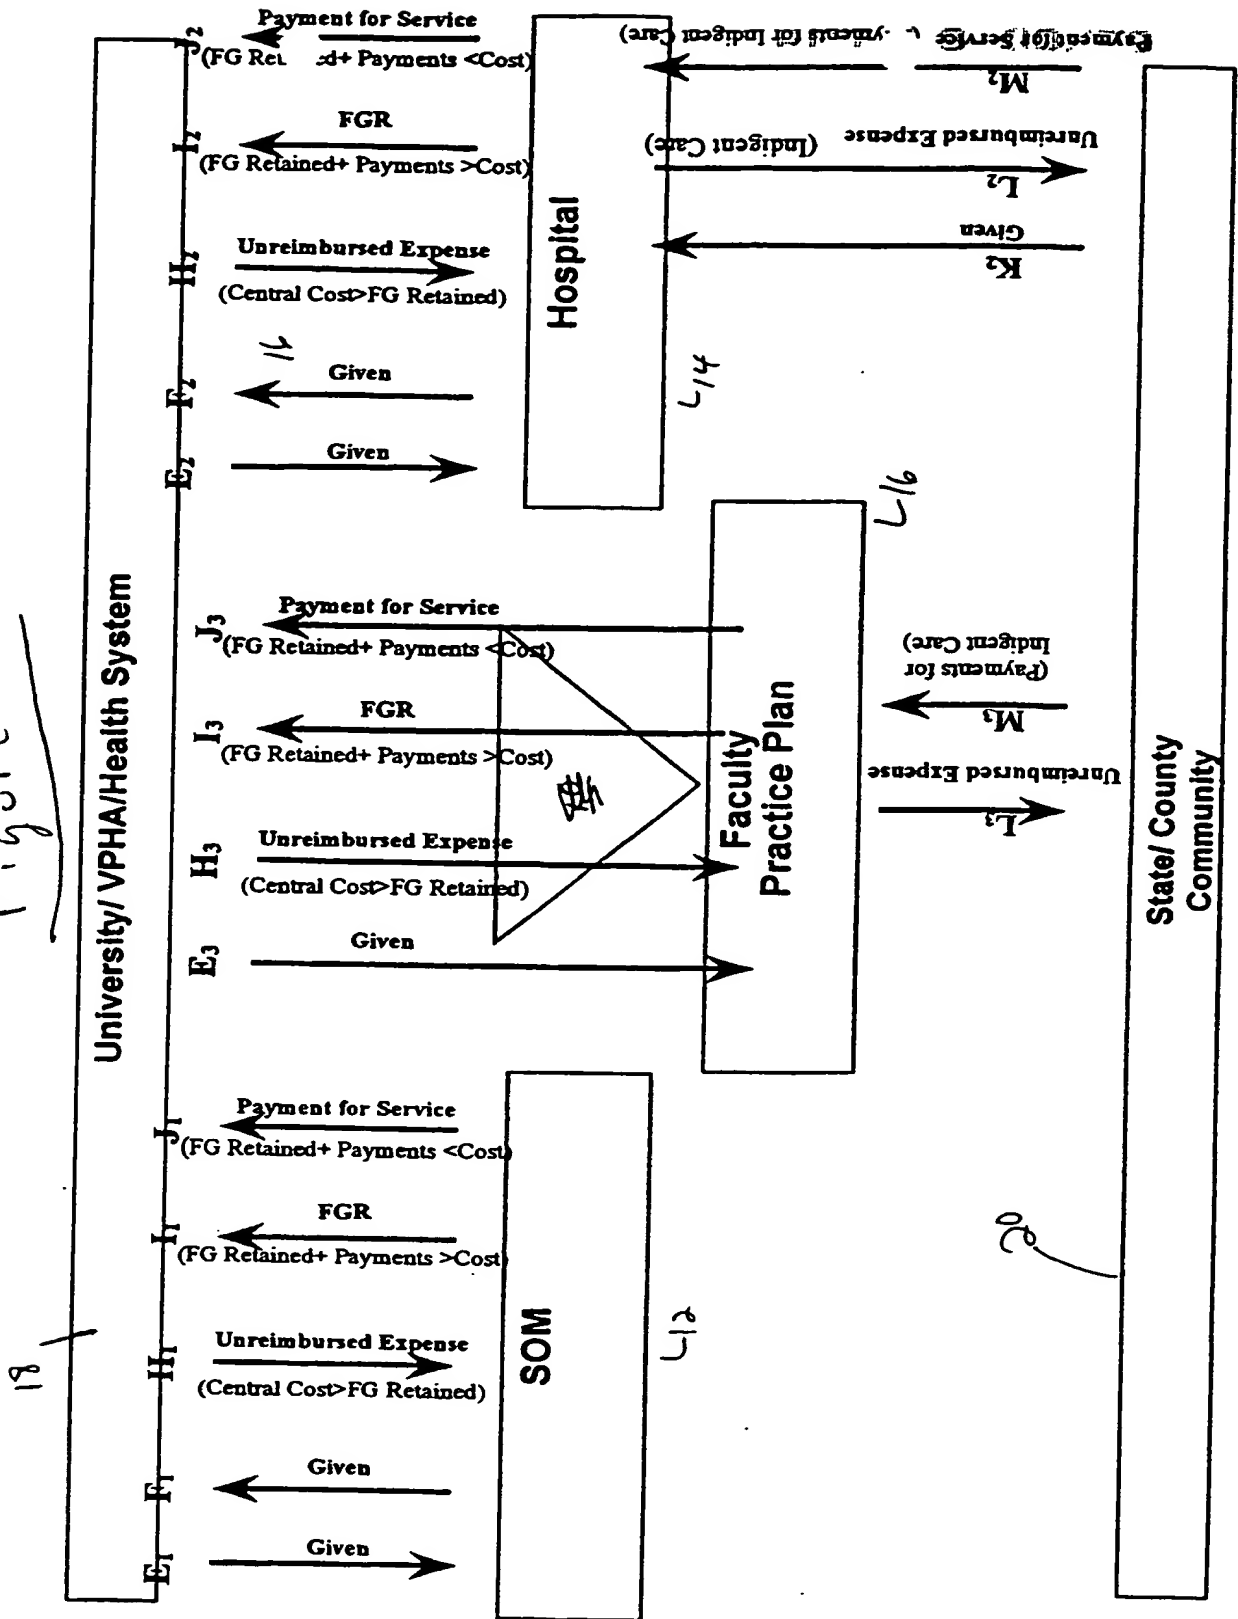 18
University/ VPHA/Health System
E1
Given
F1
Given
H1
Unreimbursed Expense
(Central Cost>FG Retained)
I1
FGR
(FG Retained+ Payments >Cost)
J1
Payment for Service
(FG Retained+ Payments <Cost)
E3
Given
H3
Unreimbursed Expense
(Central Cost>FG Retained)
I3
FGR
(FG Retained+ Payments >Cost)
J3
Payment for Service
(FG Retained+ Payments <Cost)
E2
Given
F2
Given
16
H2
Unreimbursed Expense
(Central Cost>FG Retained)
I2
FGR
(FG Retained+ Payments >Cost)
J2
Payment for Service
(FG Payments <Cost)
SOM
12
Faculty
Practice Plan
16
Hospital
14
L3
Unreimbursed Expense
M3
(Payments for
Indigent Care)
K2
Given
L2
Unreimbursed Expense
(Indigent Care)
M2
Payment for Service
for Indigent Care)
State/ County
Community
20